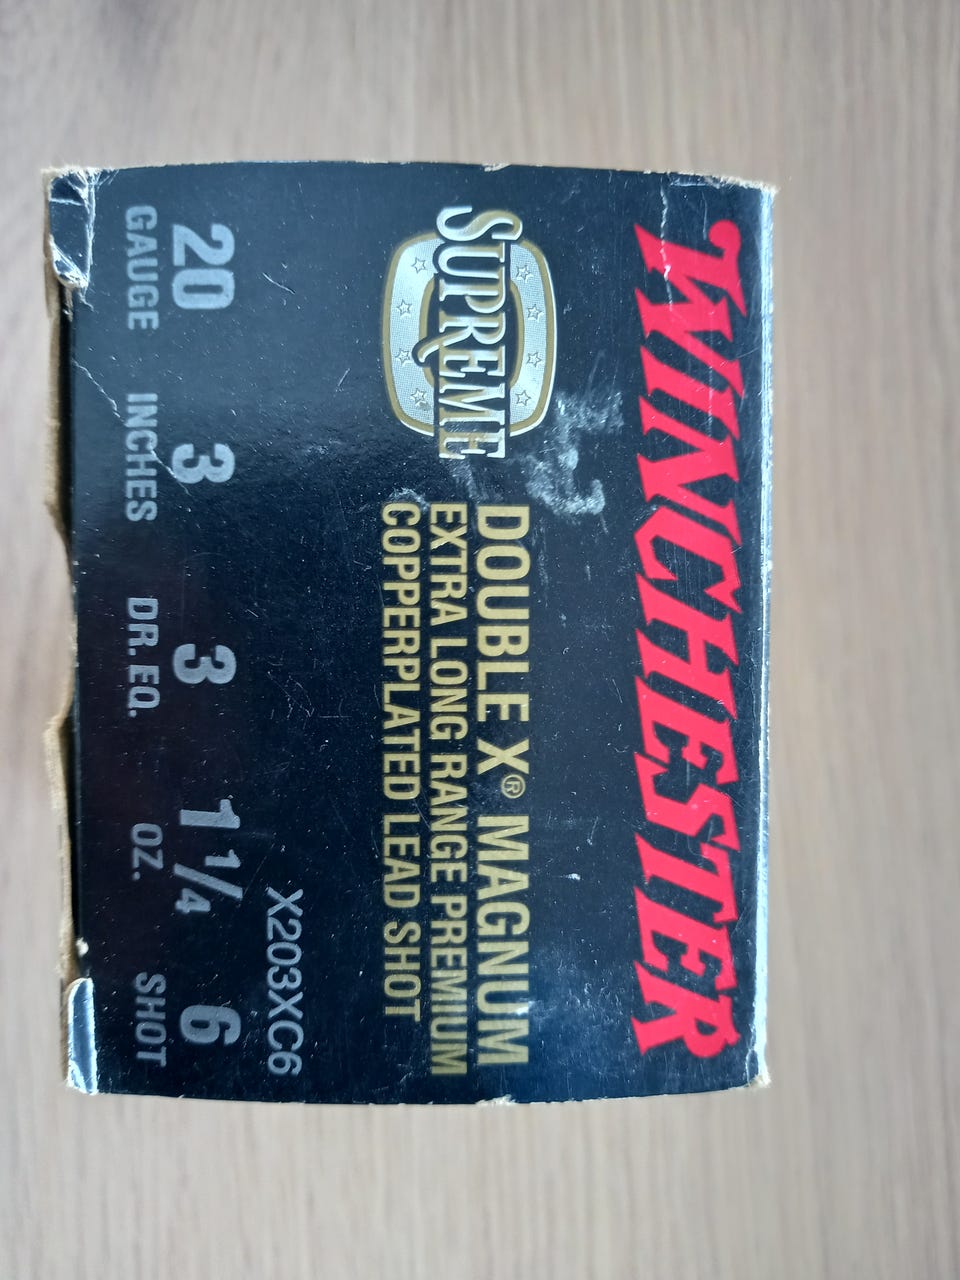 WINCHESTER
SUPREME
DOUBLE X® MAGNUM
EXTRA LONG RANGE PREMIUM
COPPERPLATED LEAD SHOT
X203XC6
20 3 3 1 1/4 6
GAUGE INCHES DR. EQ. OZ. SHOT